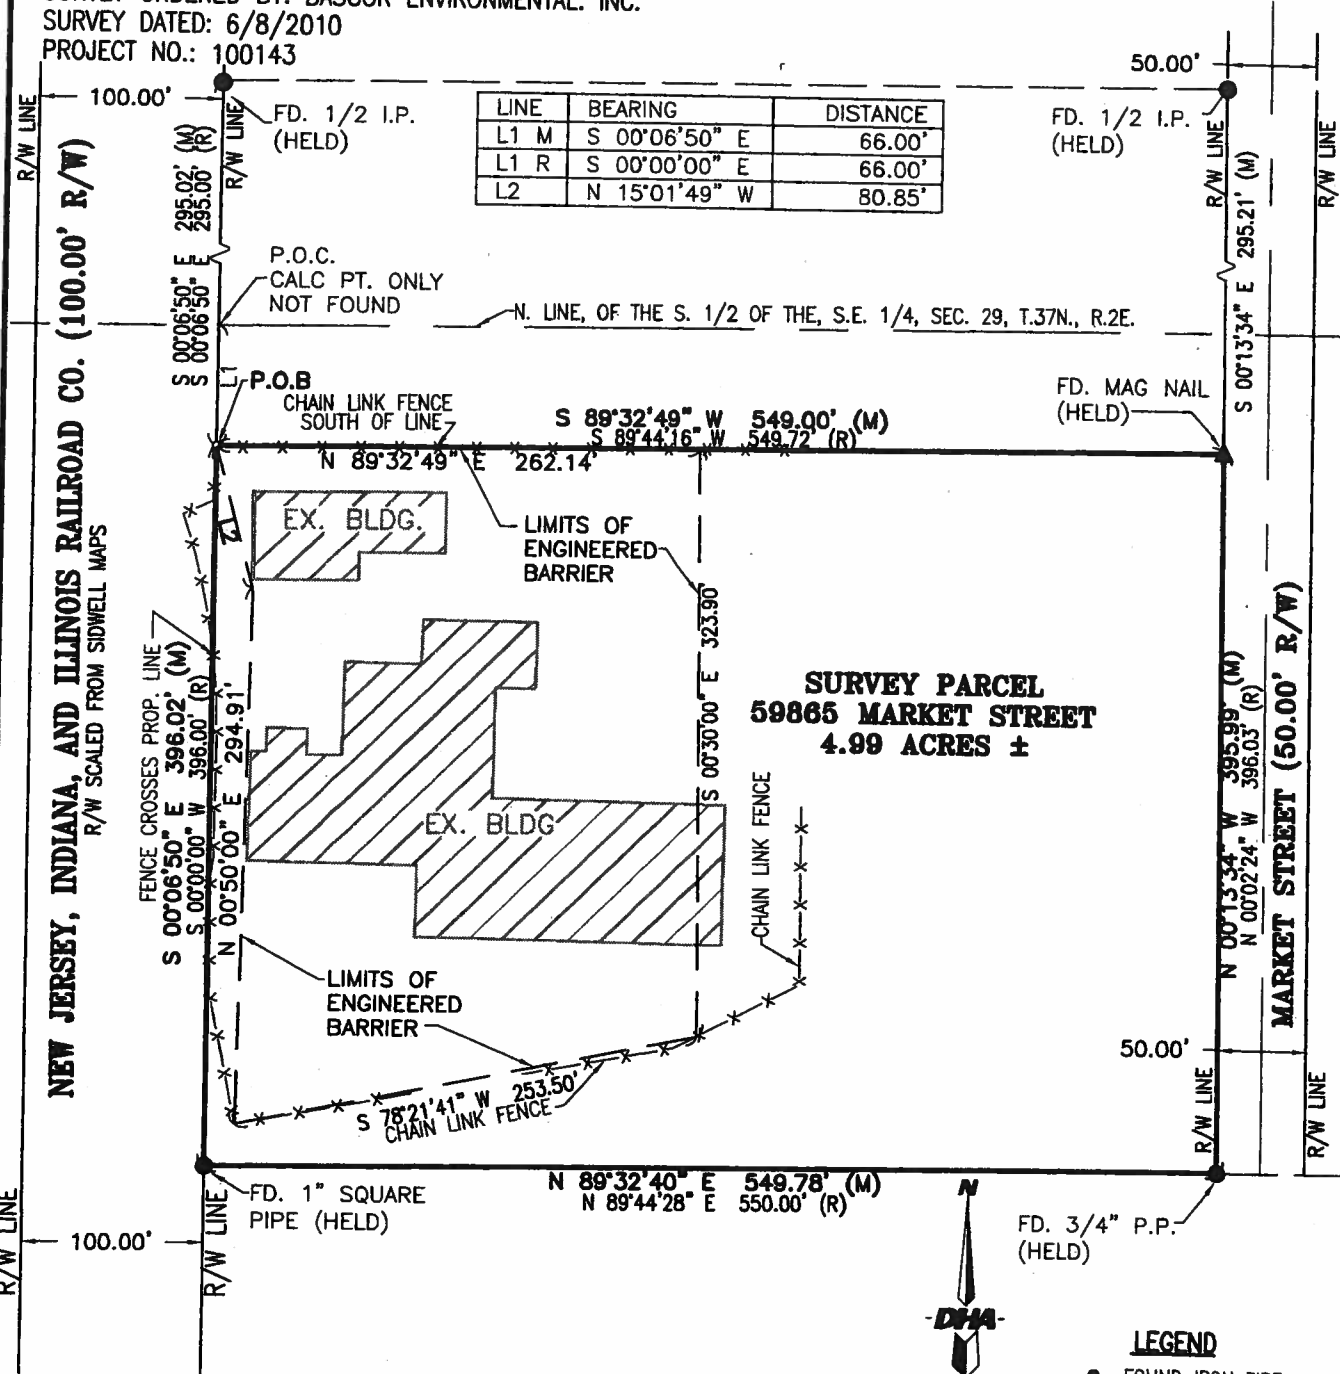 SURVEY ORDERED BY: DASCOR ENVIRONMENTAL. INC.
SURVEY DATED: 6/8/2010
PROJECT NO.: 100143
100.00'
50.00'
R/W LINE
R/W LINE
R/W LINE
R/W LINE
FD. 1/2 I.P.
(HELD)
FD. 1/2 I.P.
(HELD)
LINE BEARING DISTANCE
L1 M S 00°06'50" E 66.00'
L1 R S 00°00'00" E 66.00'
L2 N 15°01'49" W 80.85'
S 00°06'50" E 295.02' (M)
S 00°06'50" E 295.00' (R)
S 00°13'34" E 295.21' (M)
P.O.C.
CALC PT. ONLY
NOT FOUND
N. LINE, OF THE S. 1/2 OF THE, S.E. 1/4, SEC. 29, T.37N., R.2E.
L1
P.O.B
CHAIN LINK FENCE
SOUTH OF LINE
S 89°32'49" W 549.00' (M)
S 89°44'16" W 549.72' (R)
N 89°32'49" E 262.14'
FD. MAG NAIL
(HELD)
NEW JERSEY, INDIANA, AND ILLINOIS RAILROAD CO. (100.00' R/W)
R/W SCALED FROM SIDWELL MAPS
L2
EX. BLDG.
LIMITS OF
ENGINEERED
BARRIER
FENCE CROSSES PROP. LINE
S 00°06'50" E 396.02' (M)
S 00°00'00" W 396.00' (R)
N 00°50'00" E 294.91'
S 00°30'00" E 323.90'
SURVEY PARCEL
59865 MARKET STREET
4.99 ACRES ±
EX. BLDG
CHAIN LINK FENCE
N 00°13'34" W 395.99' (M)
N 00°02'24" W 396.03' (R)
MARKET STREET (50.00' R/W)
LIMITS OF
ENGINEERED
BARRIER
S 78°21'41" W 253.50'
CHAIN LINK FENCE
50.00'
R/W LINE
R/W LINE
N 89°32'40" E 549.78' (M)
N 89°44'28" E 550.00' (R)
FD. 1" SQUARE
PIPE (HELD)
FD. 3/4" P.P.
(HELD)
R/W LINE
100.00'
R/W LINE
N
-DHA-
LEGEND
FOUND IRON PIPE